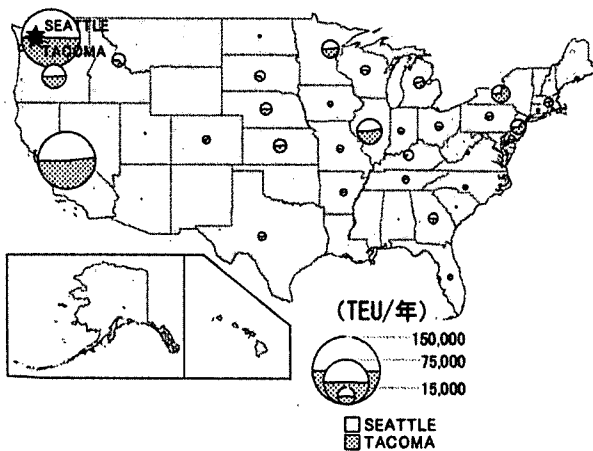 SEATTLE
TACOMA
(TEU/年)
150,000
75,000
15,000
SEATTLE
TACOMA